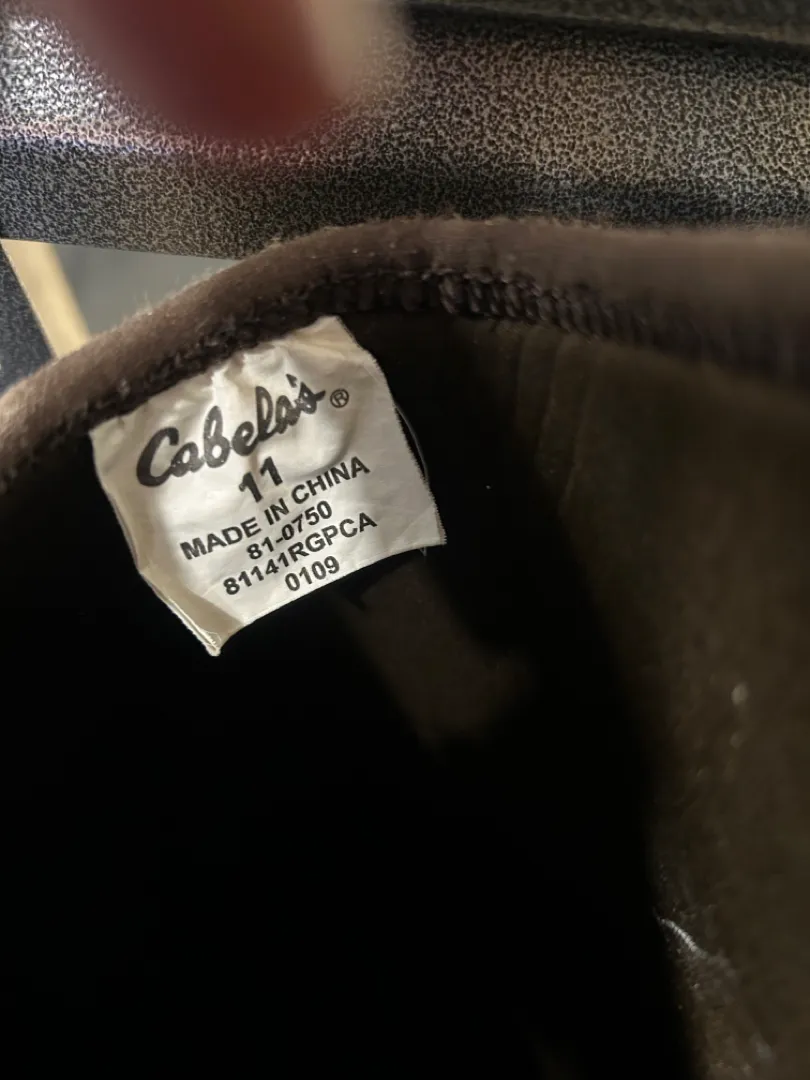 Cabela's®
11
MADE IN CHINA
81-0750
81141RGPCA
0109